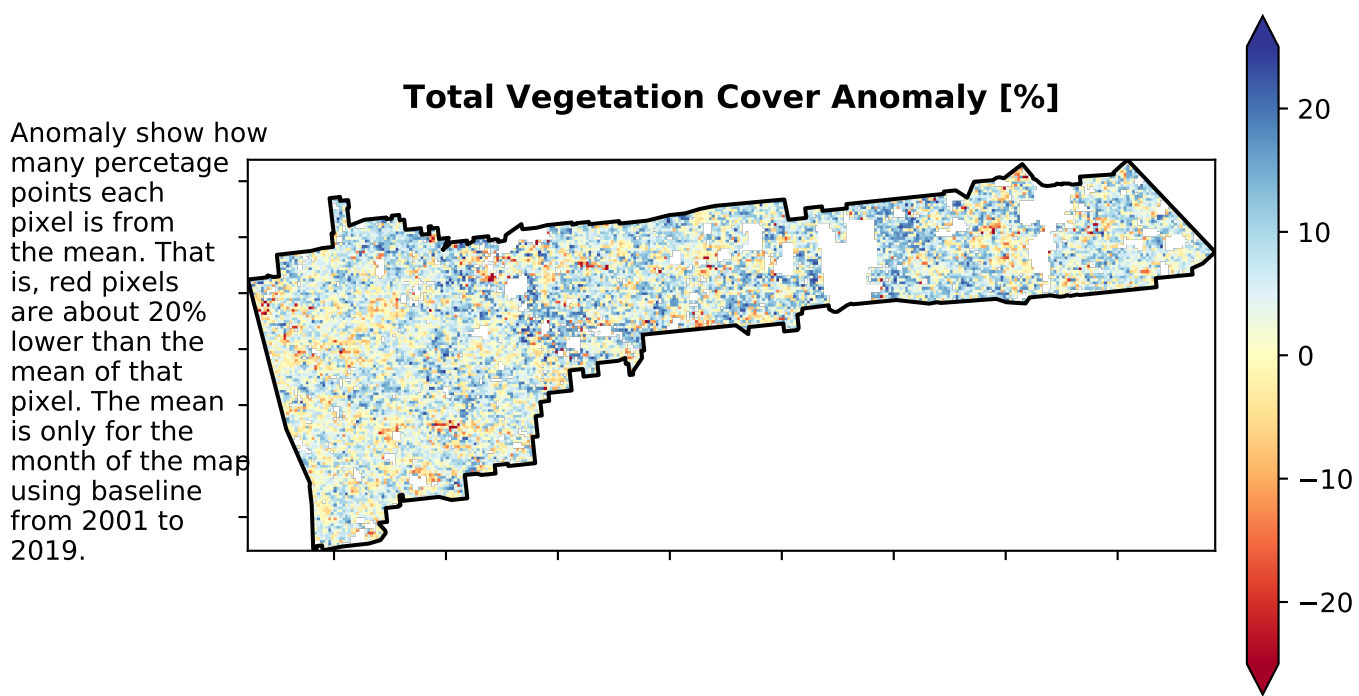 Total Vegetation Cover Anomaly [%]
Anomaly show how
many percetage
points each
pixel is from
the mean. That
is, red pixels
are about 20%
lower than the
mean of that
pixel. The mean
is only for the
month of the map
using baseline
from 2001 to
2019.
20
10
0
−10
−20